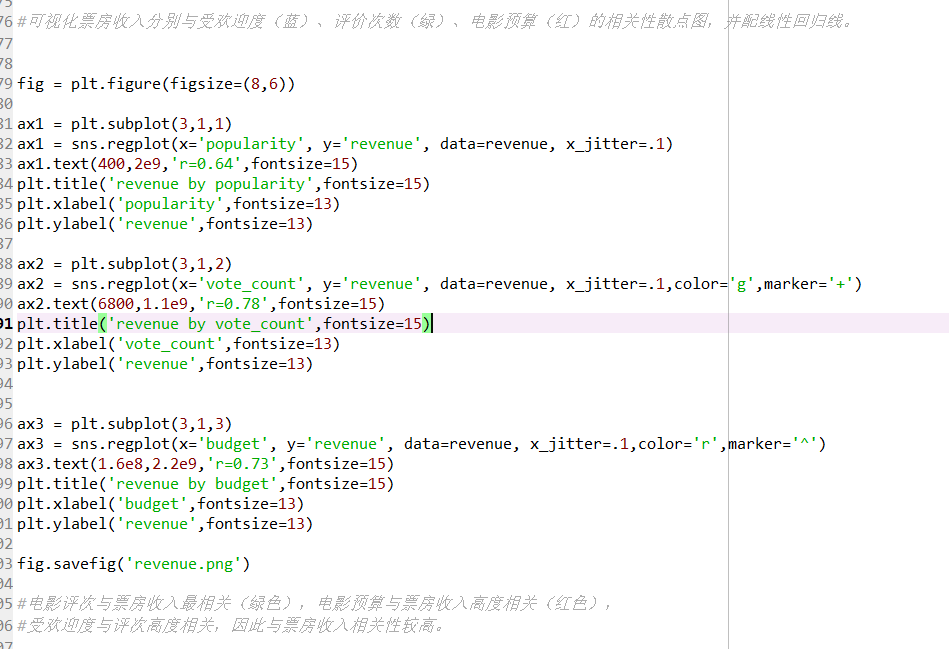 76 #可视化票房收入分别与受欢迎度（蓝）、评价次数（绿）、电影预算（红）的相关性散点图，并配线性回归线。
77
78
79 fig = plt.figure(figsize=(8,6))
80
81 ax1 = plt.subplot(3,1,1)
82 ax1 = sns.regplot(x='popularity', y='revenue', data=revenue, x_jitter=.1)
83 ax1.text(400,2e9,'r=0.64',fontsize=15)
84 plt.title('revenue by popularity',fontsize=15)
85 plt.xlabel('popularity',fontsize=13)
86 plt.ylabel('revenue',fontsize=13)
87
88 ax2 = plt.subplot(3,1,2)
89 ax2 = sns.regplot(x='vote_count', y='revenue', data=revenue, x_jitter=.1,color='g',marker='+')
90 ax2.text(6800,1.1e9,'r=0.78',fontsize=15)
91 plt.title('revenue by vote_count',fontsize=15)
92 plt.xlabel('vote_count',fontsize=13)
93 plt.ylabel('revenue',fontsize=13)
94
95
96 ax3 = plt.subplot(3,1,3)
97 ax3 = sns.regplot(x='budget', y='revenue', data=revenue, x_jitter=.1,color='r',marker='^')
98 ax3.text(1.6e8,2.2e9,'r=0.73',fontsize=15)
99 plt.title('revenue by budget',fontsize=15)
00 plt.xlabel('budget',fontsize=13)
01 plt.ylabel('revenue',fontsize=13)
02
03 fig.savefig('revenue.png')
04
05 #电影评次与票房收入最相关（绿色），电影预算与票房收入高度相关（红色），
06 #受欢迎度与评次高度相关，因此与票房收入相关性较高。
07